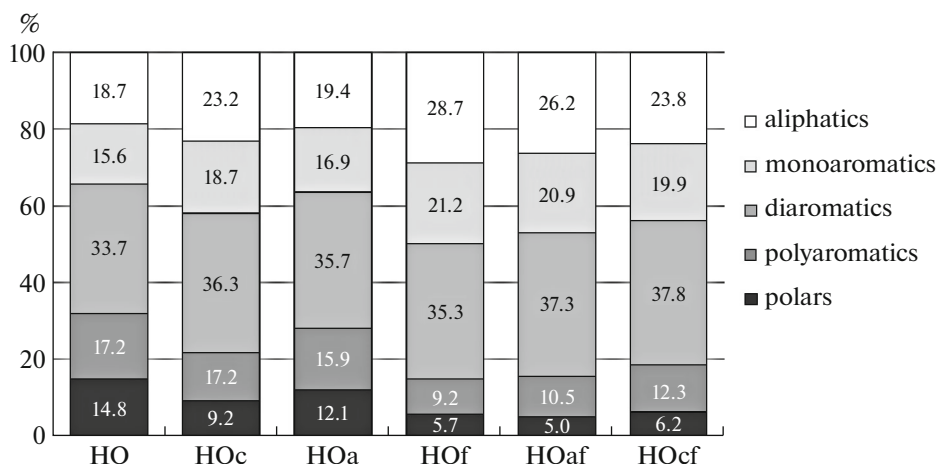 %
100
80
60
40
20
0
18.7 23.2 19.4 28.7 26.2 23.8
15.6 18.7 16.9 21.2 20.9 19.9
33.7 36.3 35.7 35.3 37.3 37.8
17.2 17.2 15.9 9.2 10.5 12.3
14.8 9.2 12.1 5.7 5.0 6.2
HO HOc HOa HOf HOaf HOcf
aliphatics
monoaromatics
diaromatics
polyaromatics
polars